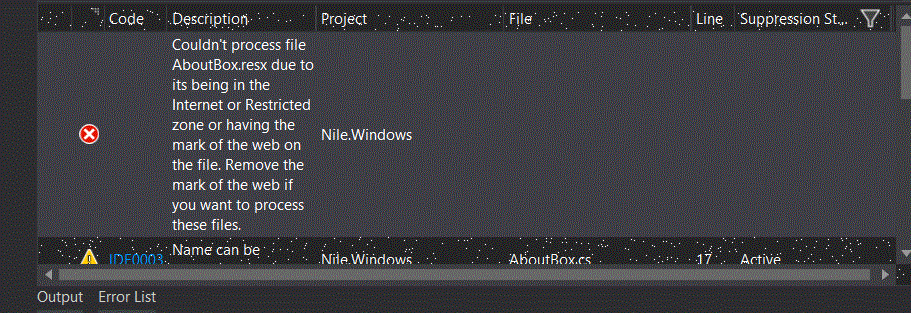 Code Description Project File Line Suppression St...
Couldn't process file
AboutBox.resx due to
its being in the
Internet or Restricted
zone or having the
mark of the web on
the file. Remove the
mark of the web if
you want to process
these files.
Nile.Windows
Name can be
IDE0003 Nile.Windows AboutBox.cs 17 Active
Output Error List